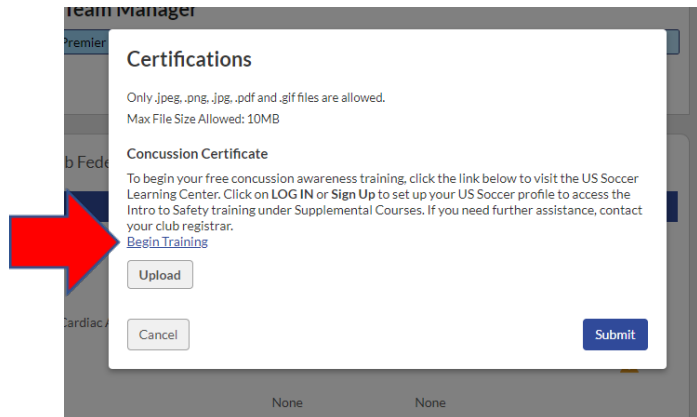 Team Manager
Premier
Certifications
Only .jpeg, .png, .jpg, .pdf and .gif files are allowed.
Max File Size Allowed: 10MB
b Fede
Concussion Certificate
To begin your free concussion awareness training, click the link below to visit the US Soccer
Learning Center. Click on LOG IN or Sign Up to set up your US Soccer profile to access the
Intro to Safety training under Supplemental Courses. If you need further assistance, contact
your club registrar.
Begin Training
Upload
Cardiac A
Cancel
Submit
None None